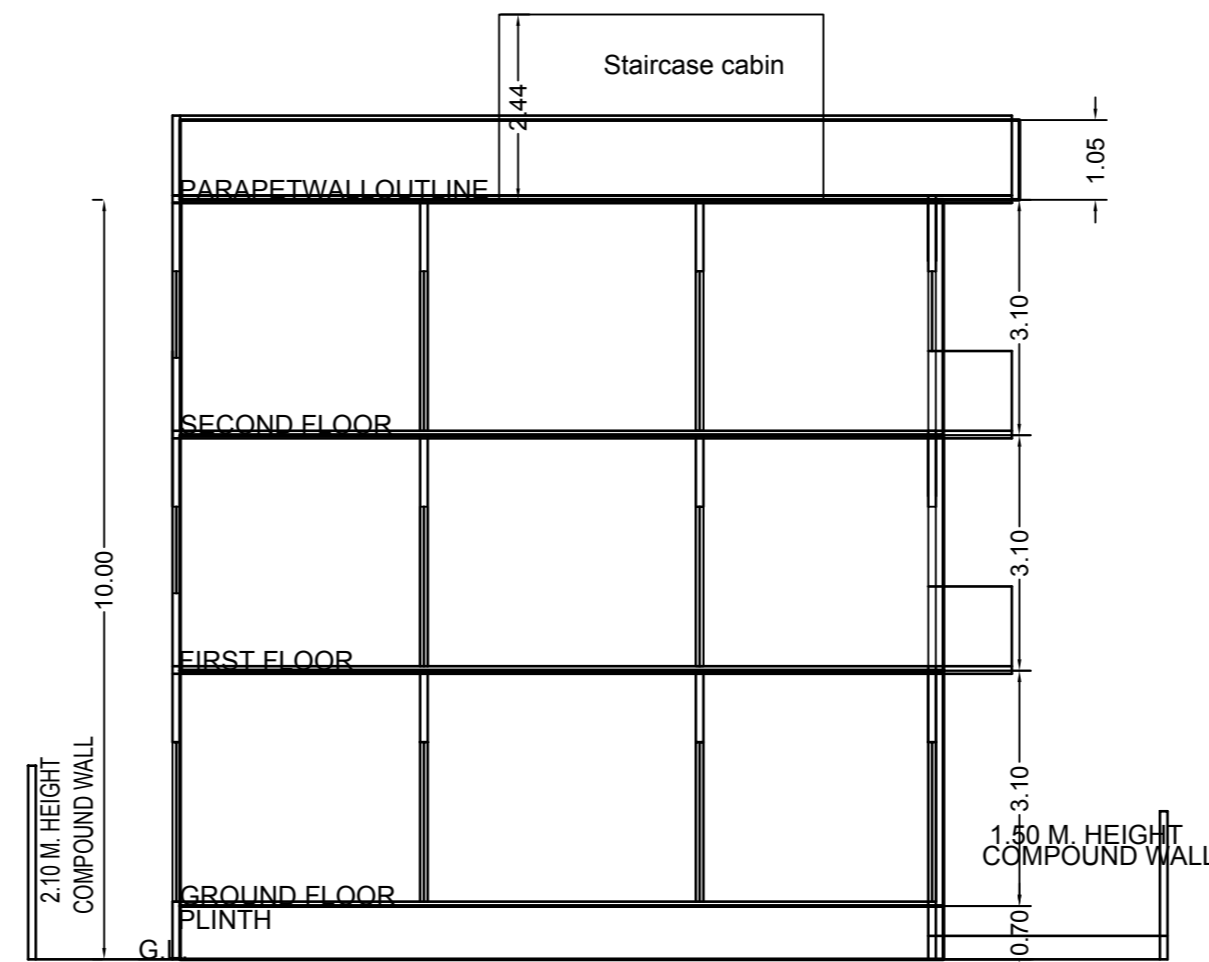 Staircase cabin
2.44
1.05
PARAPETWALLOUTLINE
3.10
SECOND FLOOR
10.00
3.10
FIRST FLOOR
2.10 M. HEIGHT
COMPOUND WALL
3.10
1.50 M. HEIGHT
COMPOUND WALL
GROUND FLOOR
PLINTH
0.70
G.L.